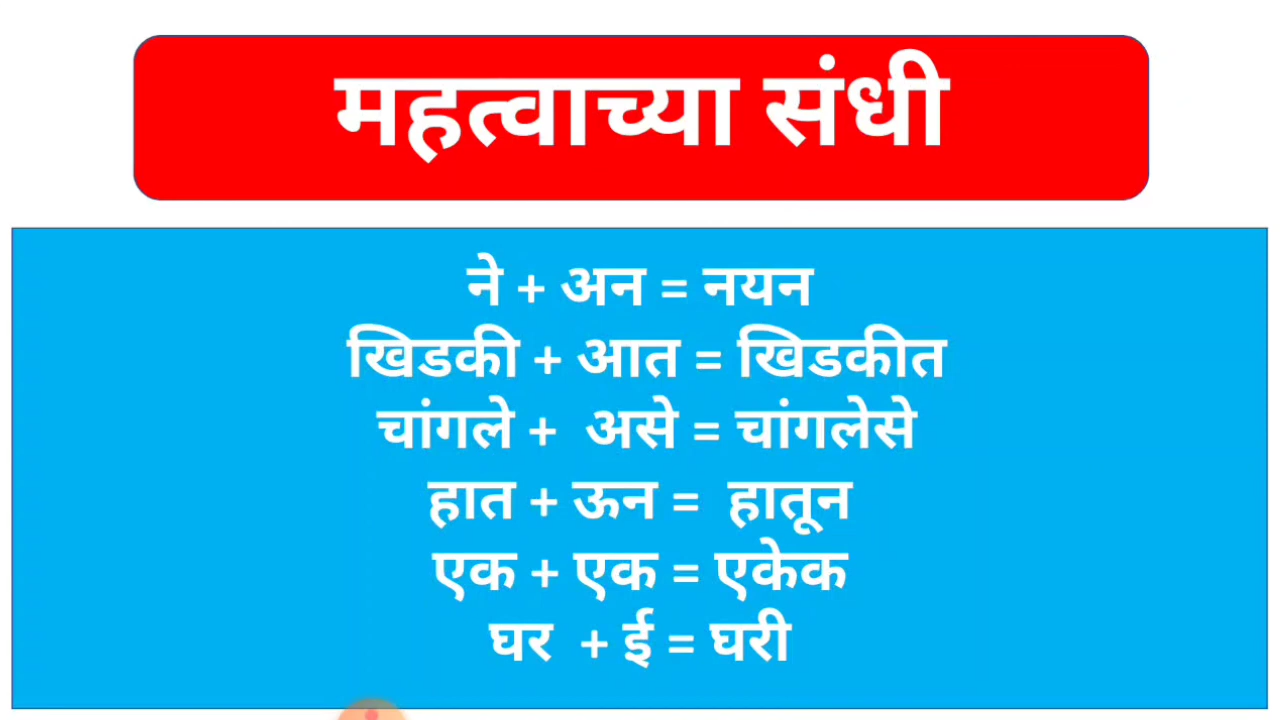 महत्वाच्या संधी
ने + अन = नयन
खिडकी + आत = खिडकीत
चांगले + असे = चांगलेसे
हात + ऊन = हातून
एक + एक = एकेक
घर + ई = घरी